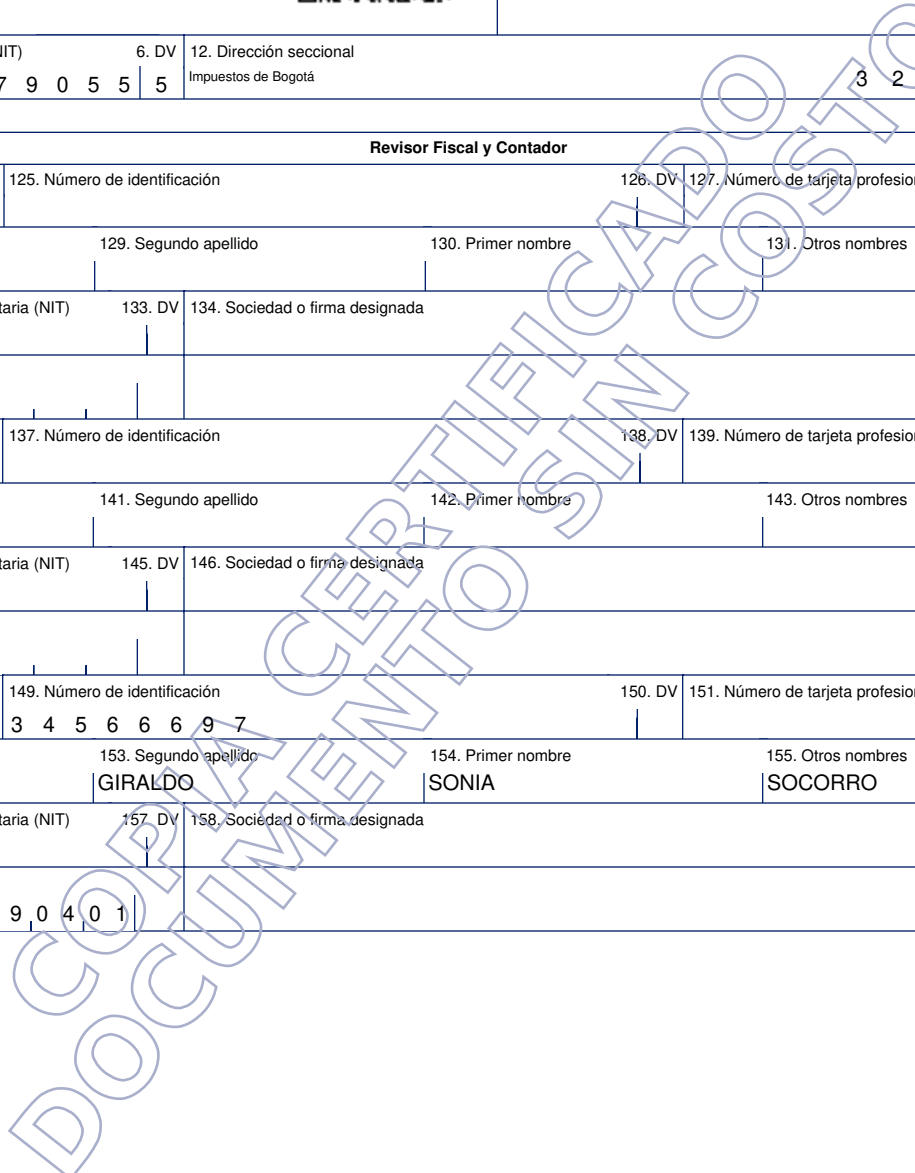 NIT) 6. DV 12. Dirección seccional
7 9 0 5 5 5 Impuestos de Bogotá 3 2
Revisor Fiscal y Contador
125. Número de identificación 126. DV 127. Número de tarjeta profesion
129. Segundo apellido 130. Primer nombre 131. Otros nombres
taria (NIT) 133. DV 134. Sociedad o firma designada
137. Número de identificación 138. DV 139. Número de tarjeta profesion
141. Segundo apellido 142. Primer nombre 143. Otros nombres
taria (NIT) 145. DV 146. Sociedad o firma designada
149. Número de identificación 150. DV 151. Número de tarjeta profesion
3 4 5 6 6 6 9 7
153. Segundo apellido 154. Primer nombre 155. Otros nombres
GIRALDO SONIA SOCORRO
taria (NIT) 157. DV 158. Sociedad o firma designada
9 0 4 0 1
COPIA CERTIFICADO
DOCUMENTO SIN COSTO